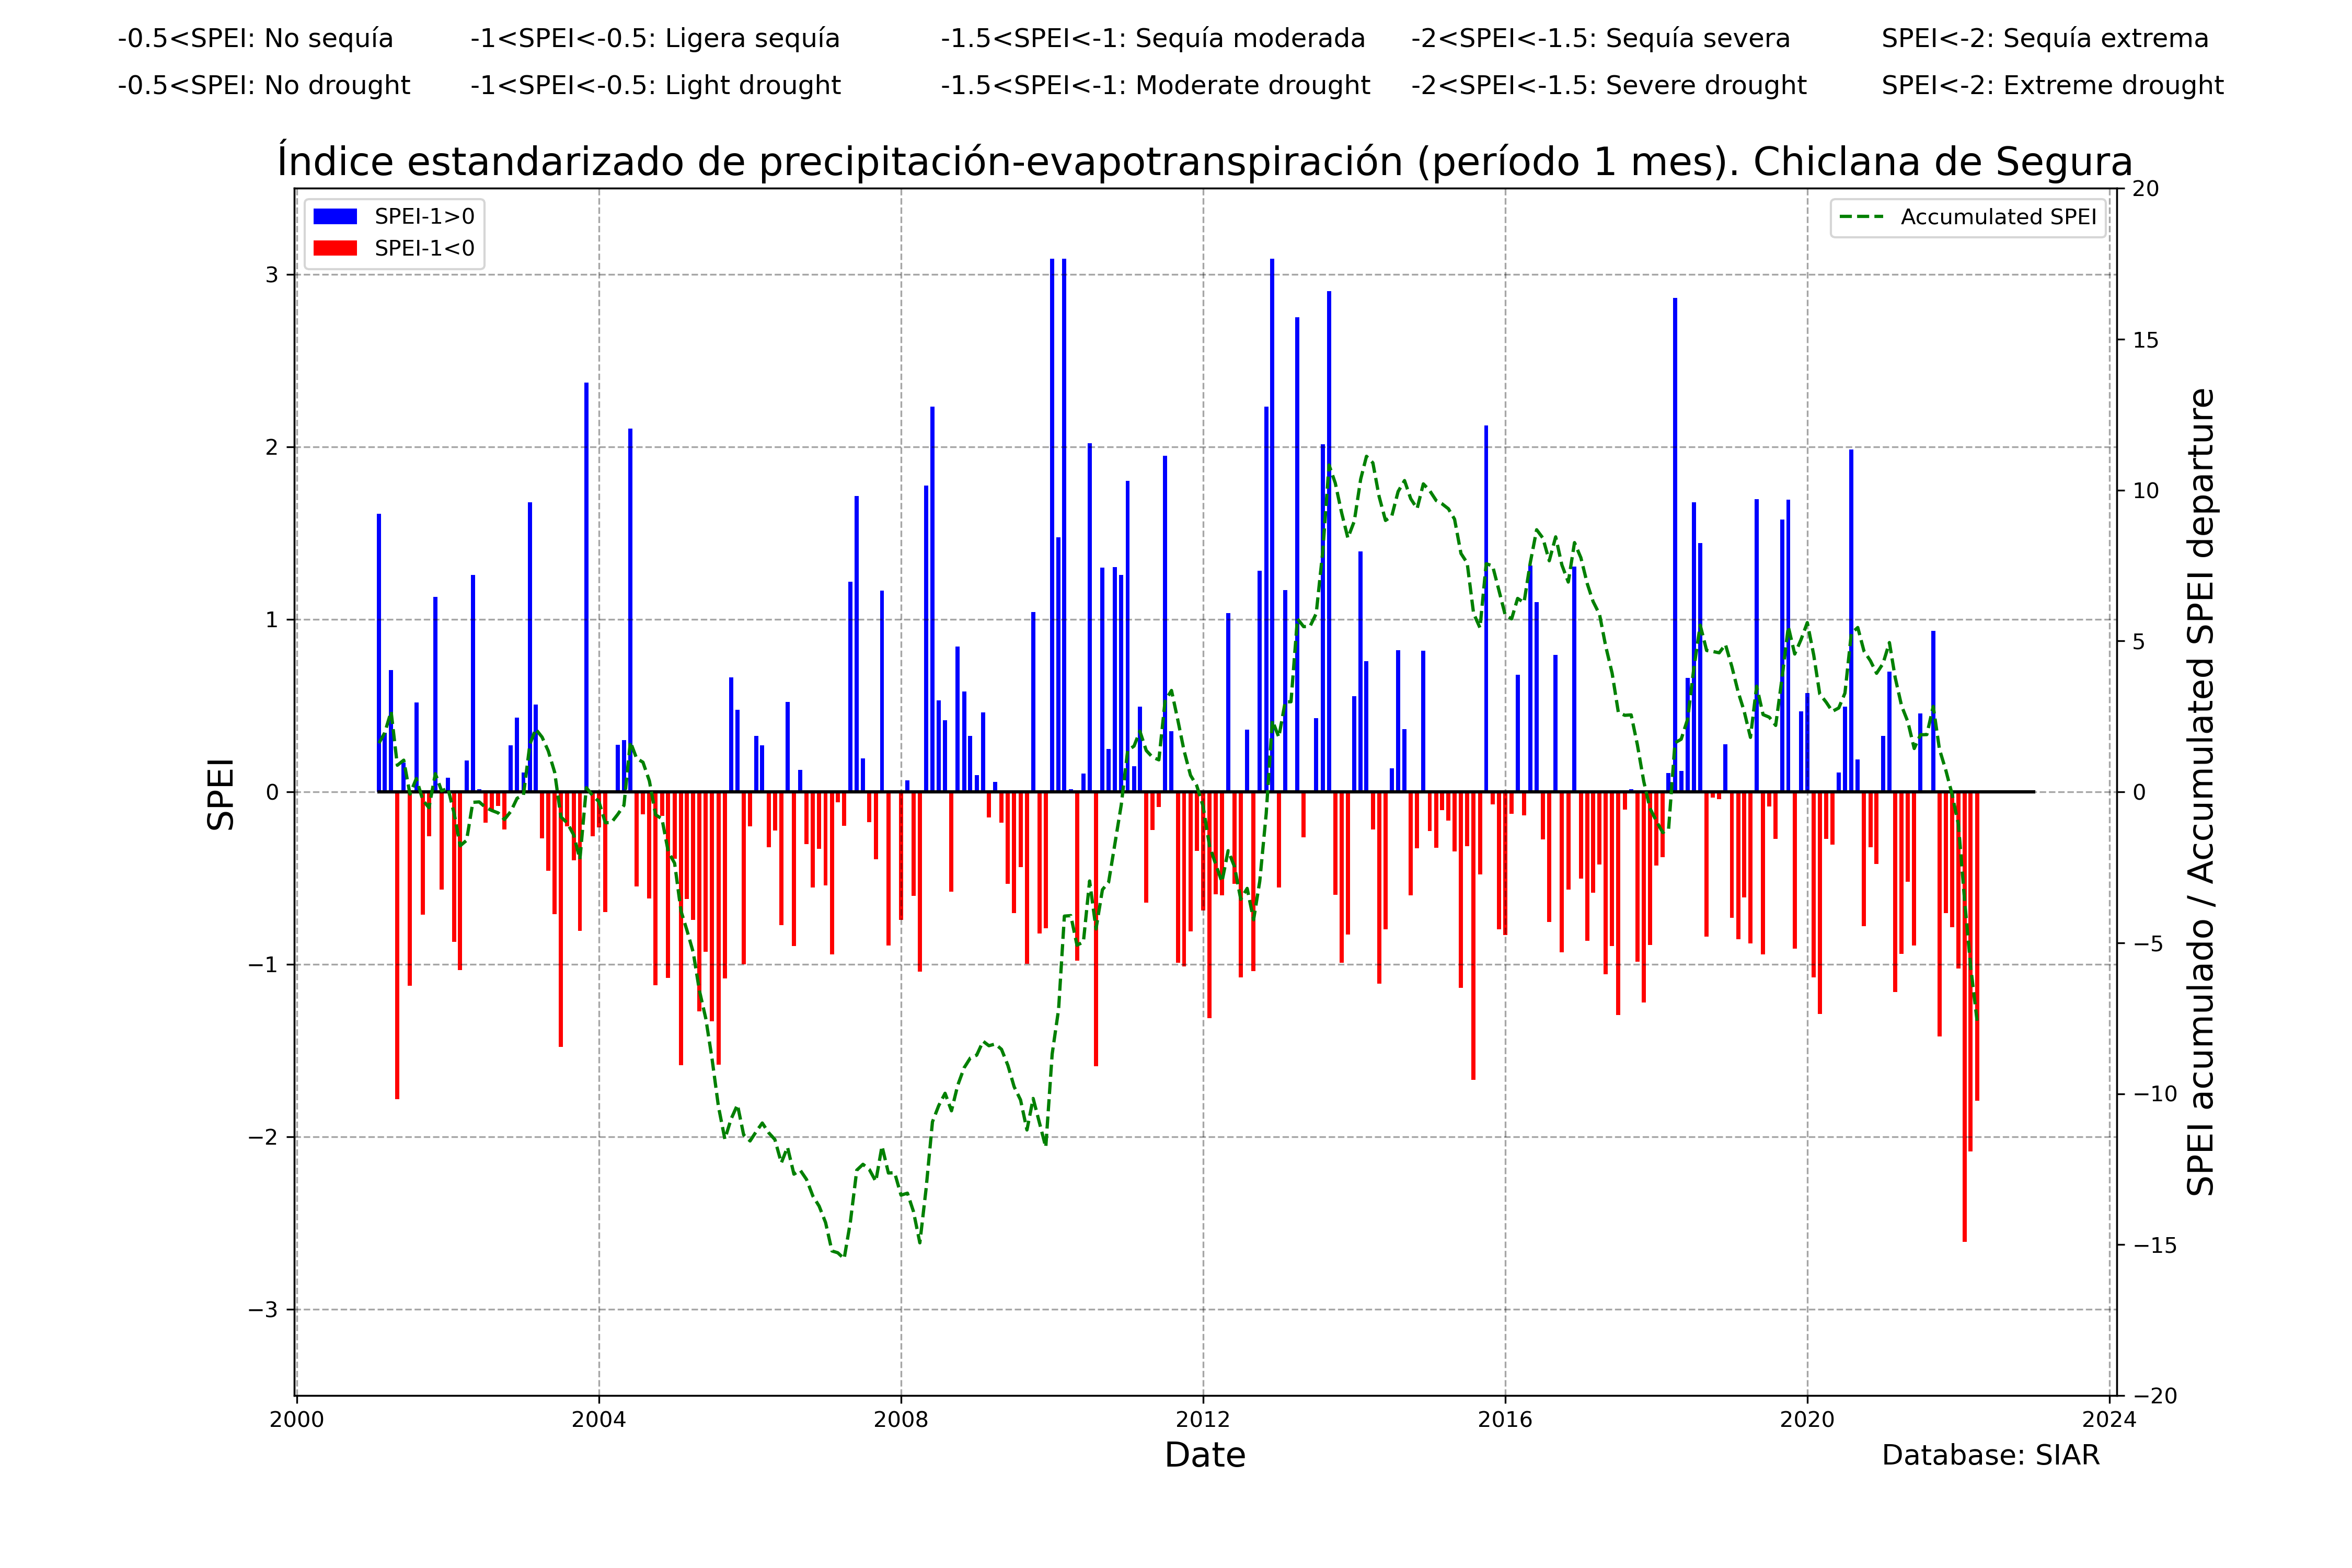 -0.5<SPEI: No sequía -1<SPEI<-0.5: Ligera sequía -1.5<SPEI<-1: Sequía moderada -2<SPEI<-1.5: Sequía severa SPEI<-2: Sequía extrema
-0.5<SPEI: No drought -1<SPEI<-0.5: Light drought -1.5<SPEI<-1: Moderate drought -2<SPEI<-1.5: Severe drought SPEI<-2: Extreme drought
Índice estandarizado de precipitación-evapotranspiración (período 1 mes). Chiclana de Segura
SPEI-1>0
SPEI-1<0
Accumulated SPEI
SPEI
3
2
1
0
−1
−2
−3
20
15
10
5
0
−5
−10
−15
−20
SPEI acumulado / Accumulated SPEI departure
2000 2004 2008 2012 2016 2020 2024
Date
Database: SIAR